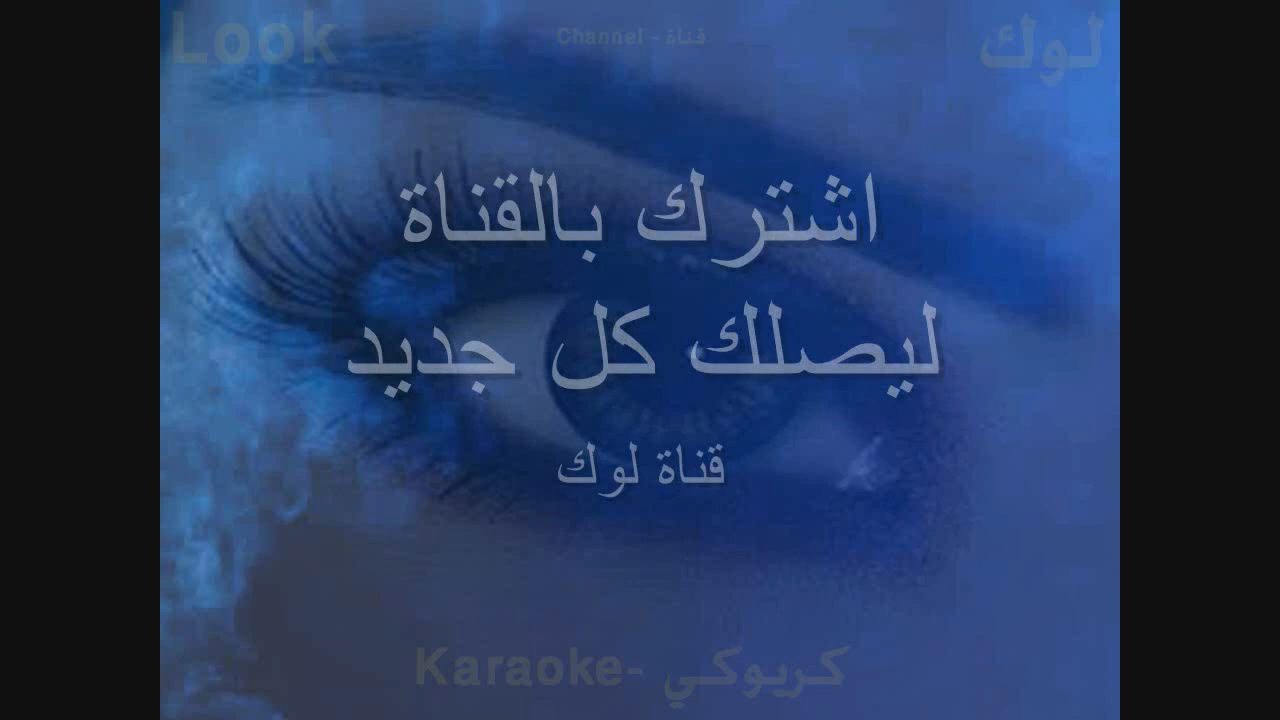 Look
Channel - قناة
لوك
اشترك بالقناة
ليصلك كل جديد
قناة لوك
Karaoke- كريوكي